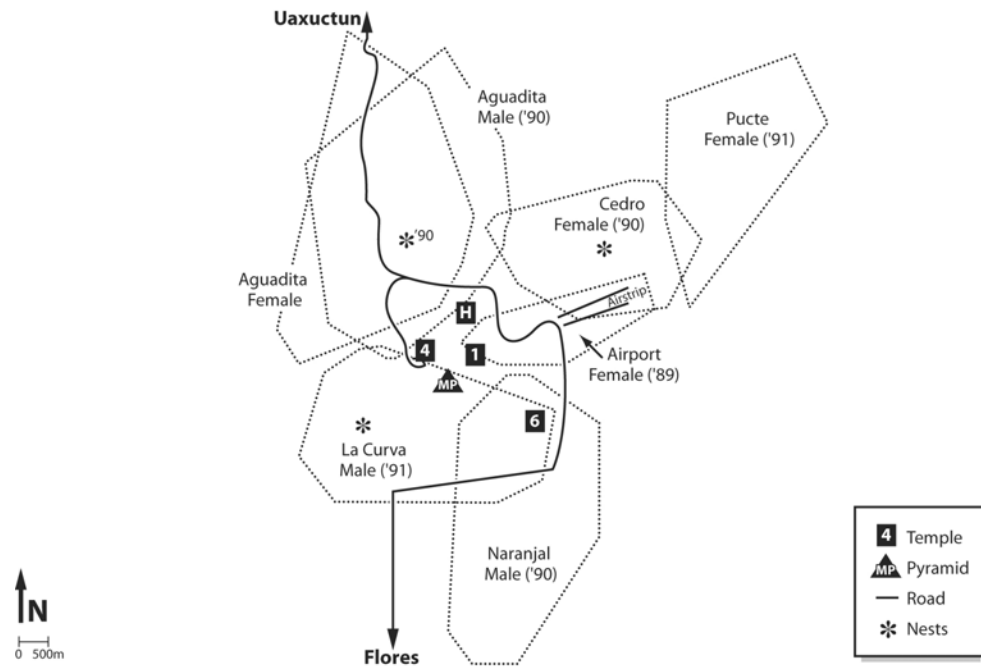 Uaxuctun
Aguadita
Male ('90)
Pucte
Female ('91)
Cedro
Female ('90)
'90
Aguadita
Female
Airstrip
H
4
1
MP
Airport
Female ('89)
6
La Curva
Male ('91)
Naranjal
Male ('90)
Flores
N
0 500m
4 Temple
MP Pyramid
Road
Nests